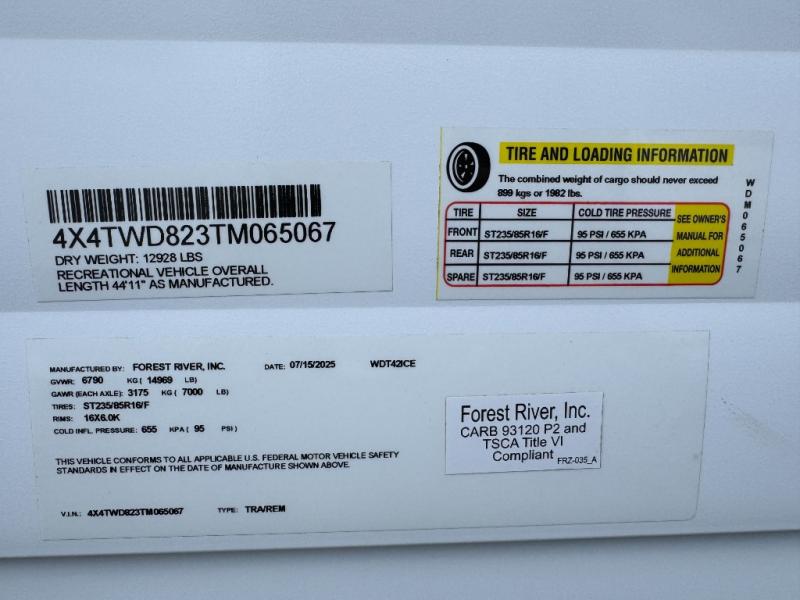 4X4TWD823TM065067
DRY WEIGHT: 12928 LBS
RECREATIONAL VEHICLE OVERALL
LENGTH 44'11" AS MANUFACTURED.
TIRE AND LOADING INFORMATION
The combined weight of cargo should never exceed
899 kgs or 1982 lbs.
TIRE SIZE COLD TIRE PRESSURE
FRONT ST235/85R16/F 95 PSI / 655 KPA
REAR ST235/85R16/F 95 PSI / 655 KPA
SPARE ST235/85R16/F 95 PSI / 655 KPA
SEE OWNER'S
MANUAL FOR
ADDITIONAL
INFORMATION
WDM065067
MANUFACTURED BY: FOREST RIVER, INC. DATE: 07/15/2025 WDT42ICE
GVWR: 6790 KG ( 14969 LB)
GAWR (EACH AXLE): 3175 KG ( 7000 LB)
TIRES: ST235/85R16/F
RIMS: 16X6.0K
COLD INFL. PRESSURE: 655 KPA ( 95 PSI )
THIS VEHICLE CONFORMS TO ALL APPLICABLE U.S. FEDERAL MOTOR VEHICLE SAFETY
STANDARDS IN EFFECT ON THE DATE OF MANUFACTURE SHOWN ABOVE.
V.I.N.: 4X4TWD823TM065067 TYPE: TRA/REM
Forest River, Inc.
CARB 93120 P2 and
TSCA Title VI
Compliant
FRZ-035_A